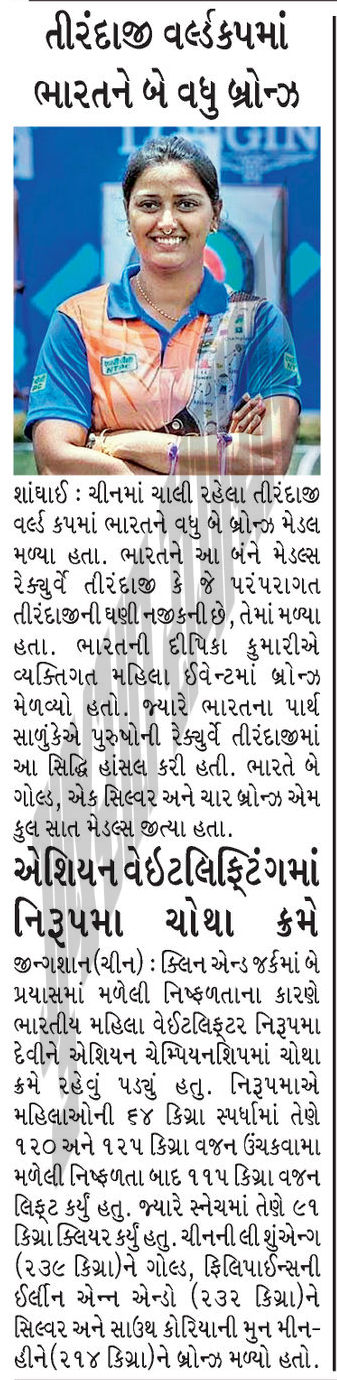 તીરંદાજી વર્લ્ડકપમાં
ભારતને બે વધુ બ્રોન્ઝ
શાંઘાઈ : ચીનમાં ચાલી રહેલા તીરંદાજી
વર્લ્ડ કપમાં ભારતને વધુ બે બ્રોન્ઝ મેડલ
મળ્યા હતા. ભારતને આ બંને મેડલ્સ
રેક્યુર્વે તીરંદાજી કે જે પરંપરાગત
તીરંદાજીની ઘણી નજીકની છે, તેમાં મળ્યા
હતા. ભારતની દીપિકા કુમારીએ
વ્યક્તિગત મહિલા ઈવેન્ટમાં બ્રોન્ઝ
મેળવ્યો હતો. જ્યારે ભારતના પાર્થ
સાળુંકેએ પુરુષોની રેક્યુર્વે તીરંદાજીમાં
આ સિદ્ધિ હાંસલ કરી હતી. ભારતે બે
ગોલ્ડ, એક સિલ્વર અને ચાર બ્રોન્ઝ એમ
કુલ સાત મેડલ્સ જીત્યા હતા.
એશિયન વેઇટલિફ્ટિંગમાં
નિરૂપમા ચોથા ક્રમે
જીન્ગશાન(ચીન) : ક્લિન એન્ડ જર્કમાં બે
પ્રયાસમાં મળેલી નિષ્ફળતાના કારણે
ભારતીય મહિલા વેઈટલિફ્ટર નિરૂપમા
દેવીને એશિયન ચેમ્પિયનશિપમાં ચોથા
ક્રમે રહેવું પડ્યું હતુ. નિરૂપમાએ
મહિલાઓની ૬૪ કિગ્રા સ્પર્ધામાં તેણે
૧૨૦ અને ૧૨૫ કિગ્રા વજન ઉંચકવામા
મળેલી નિષ્ફળતા બાદ ૧૧૫ કિગ્રા વજન
લિફ્ટ કર્યું હતુ. જ્યારે સ્નેચમાં તેણે ૯૧
કિગ્રા ક્લિયર કર્યું હતુ. ચીનની લી શુંએન્ગ
(૨૩૯ કિગ્રા)ને ગોલ્ડ, ફિલિપાઈન્સની
ઈર્લીન એન્ન એન્ડો (૨૩૨ કિગ્રા)ને
સિલ્વર અને સાઉથ કોરિયાની મુન મીન-
હીને(૨૧૪ કિગ્રા)ને બ્રોન્ઝ મળ્યો હતો.